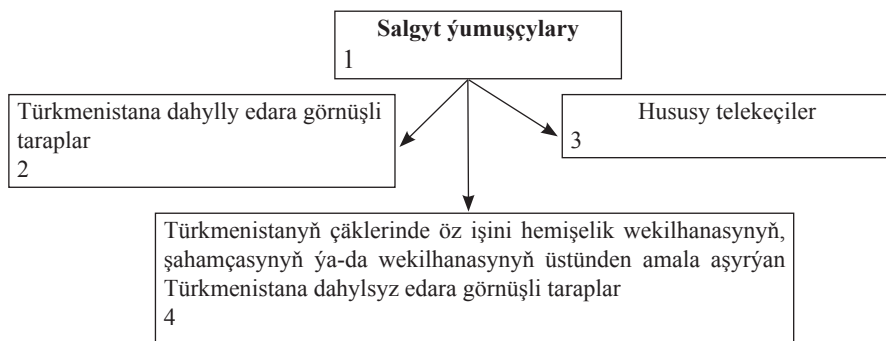 Salgyt ýumuşçylary
1
Türkmenistana dahylly edara görnüşli
taraplar
2
Hususy telekeçiler
3
Türkmenistanyň çäklerinde öz işini hemişelik wekilhanasynyň,
şahamçasynyň ýa-da wekilhanasynyň üstünden amala aşyrýan
Türkmenistana dahylsyz edara görnüşli taraplar
4